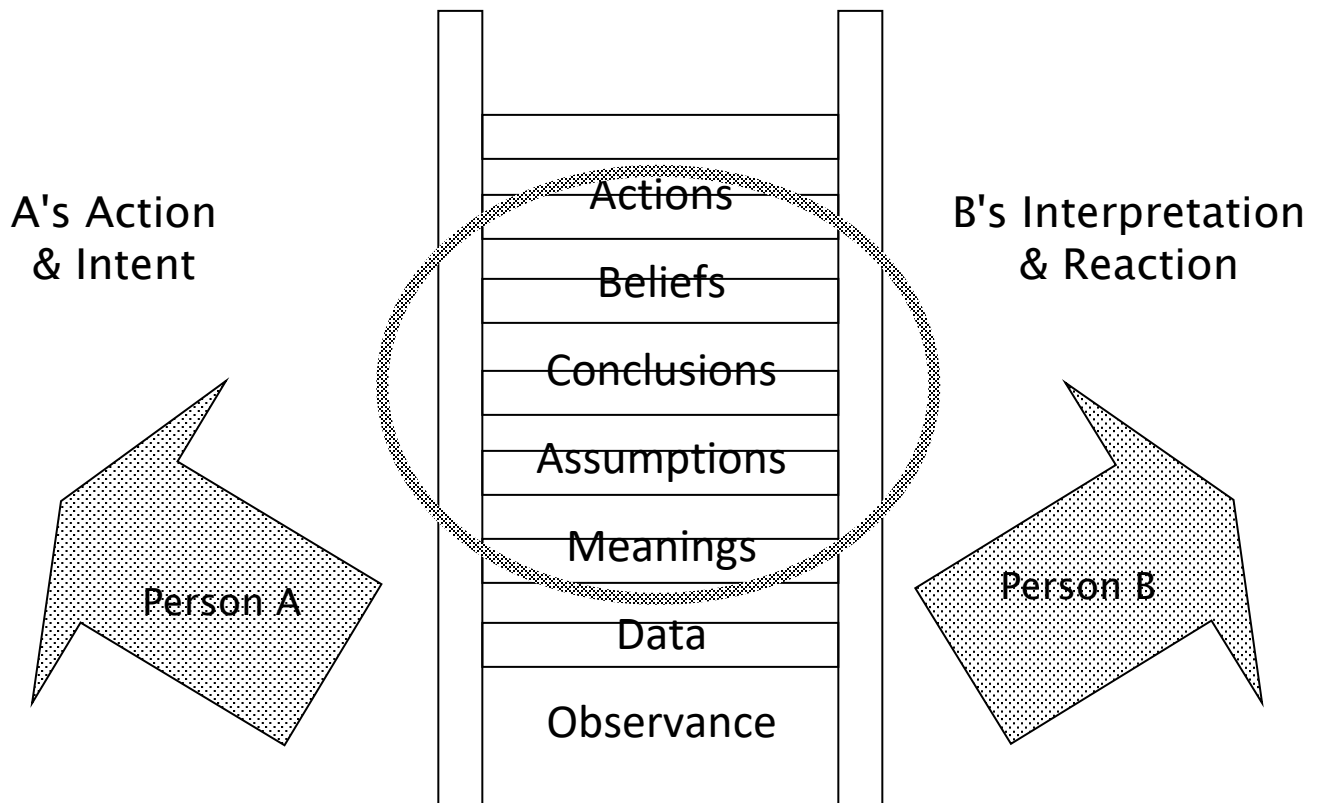 A's Action
& Intent
Actions
Beliefs
Conclusions
Assumptions
Meanings
Data
Observance
B's Interpretation
& Reaction
Person A
Person B